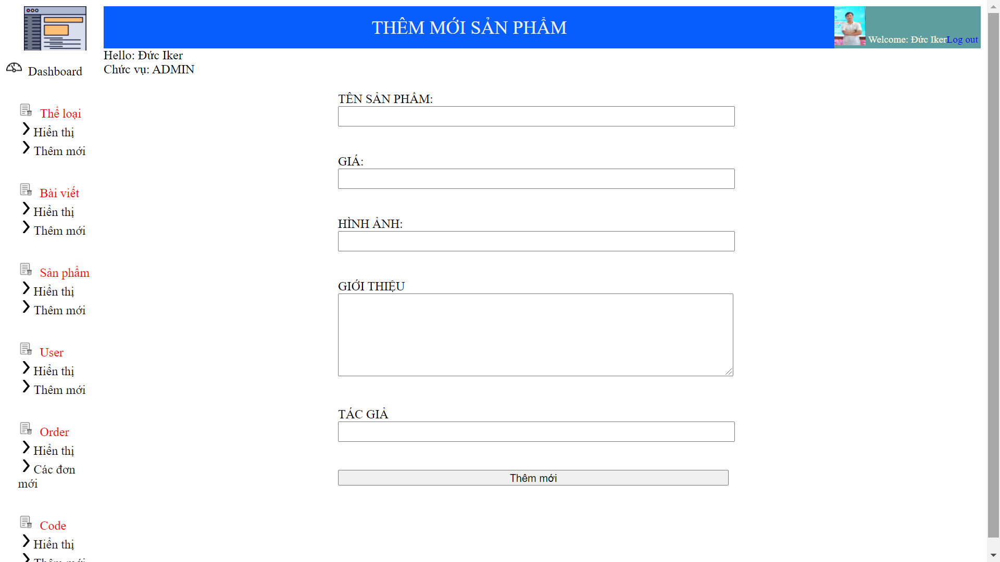 THÊM MỚI SẢN PHẨM
Welcome: Đức IkerLog out
Hello: Đức Iker
Chức vụ: ADMIN
Dashboard
Thể loại
Hiển thị
Thêm mới
Bài viết
Hiển thị
Thêm mới
Sản phẩm
Hiển thị
Thêm mới
User
Hiển thị
Thêm mới
Order
Hiển thị
Các đơn
mới
Code
Hiển thị
Thêm mới
TÊN SẢN PHẨM:
GIÁ:
HÌNH ẢNH:
GIỚI THIỆU
TÁC GIẢ
Thêm mới